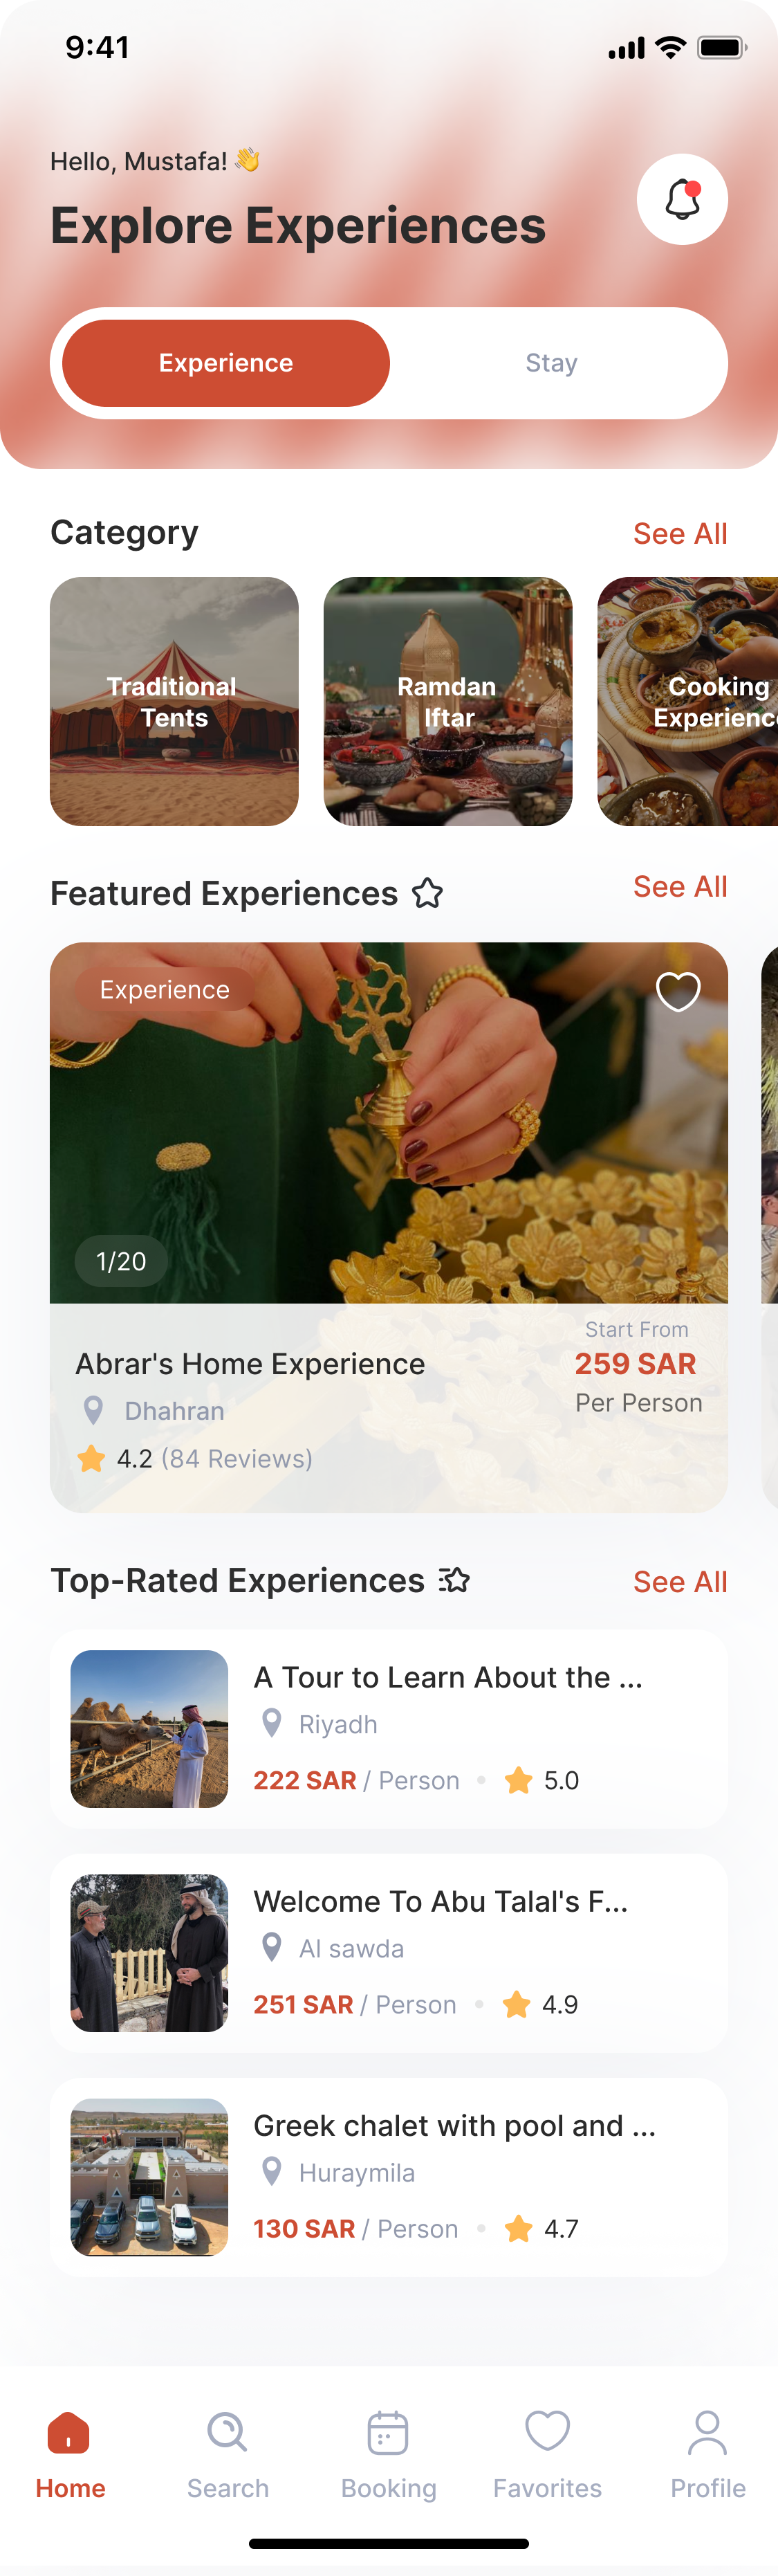 9:41
Hello, Mustafa! 👋
Explore Experiences
Experience
Stay
Category
See All
Traditional
Tents
Ramdan
Iftar
Cooking
Experienc
Featured Experiences
See All
Experience
1/20
Abrar's Home Experience
Dhahran
4.2 (84 Reviews)
Start From
259 SAR
Per Person
Top-Rated Experiences
See All
A Tour to Learn About the ...
Riyadh
222 SAR / Person • 5.0
Welcome To Abu Talal's F...
Al sawda
251 SAR / Person • 4.9
Greek chalet with pool and ...
Huraymila
130 SAR / Person • 4.7
Home
Search
Booking
Favorites
Profile